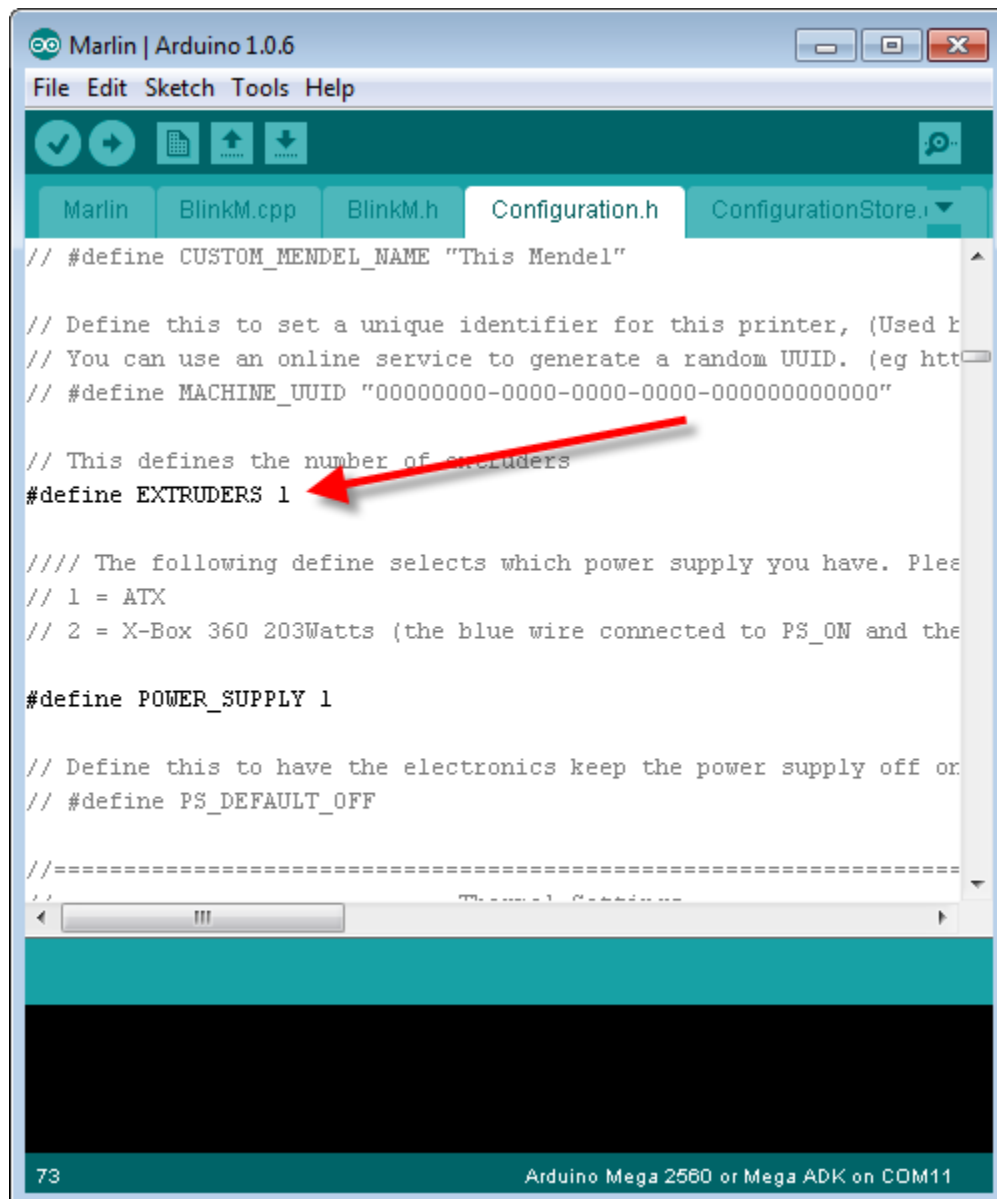 Marlin | Arduino 1.0.6
File Edit Sketch Tools Help
Marlin BlinkM.cpp BlinkM.h Configuration.h ConfigurationStore.
// #define CUSTOM_MENDEL_NAME "This Mendel"
// Define this to set a unique identifier for this printer, (Used
// You can use an online service to generate a random UUID. (eg htt
// #define MACHINE_UUID "00000000-0000-0000-0000-000000000000"
// This defines the number of extruders
#define EXTRUDERS 1
//// The following define selects which power supply you have. Plea
// 1 = ATX
// 2 = X-Box 360 203Watts (the blue wire connected to PS_ON and the
#define POWER_SUPPLY 1
// Define this to have the electronics keep the power supply off on
// #define PS_DEFAULT_OFF
//=================================================================
// Thermal Settings
73 Arduino Mega 2560 or Mega ADK on COM11